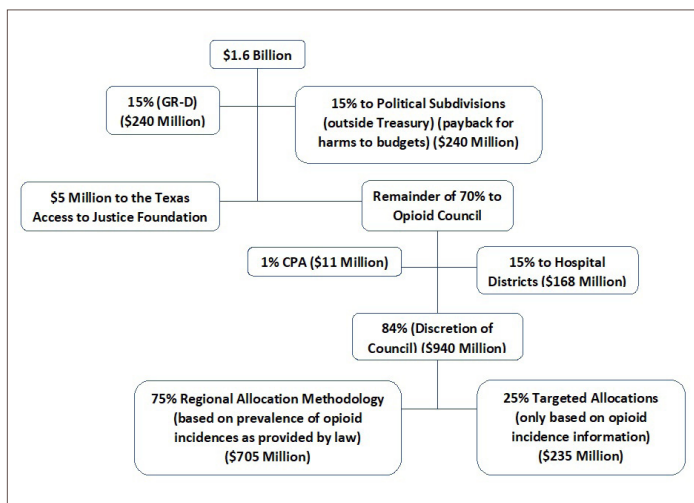 $1.6 Billion
15% (GR-D)
($240 Million)
15% to Political Subdivisions
(outside Treasury) (payback for
harms to budgets) ($240 Million)
$5 Million to the Texas
Access to Justice Foundation
Remainder of 70% to
Opioid Council
1% CPA ($11 Million)
15% to Hospital
Districts ($168 Million)
84% (Discretion of
Council) ($940 Million)
75% Regional Allocation Methodology
(based on prevalence of opioid
incidences as provided by law)
($705 Million)
25% Targeted Allocations
(only based on opioid
incidence information)
($235 Million)